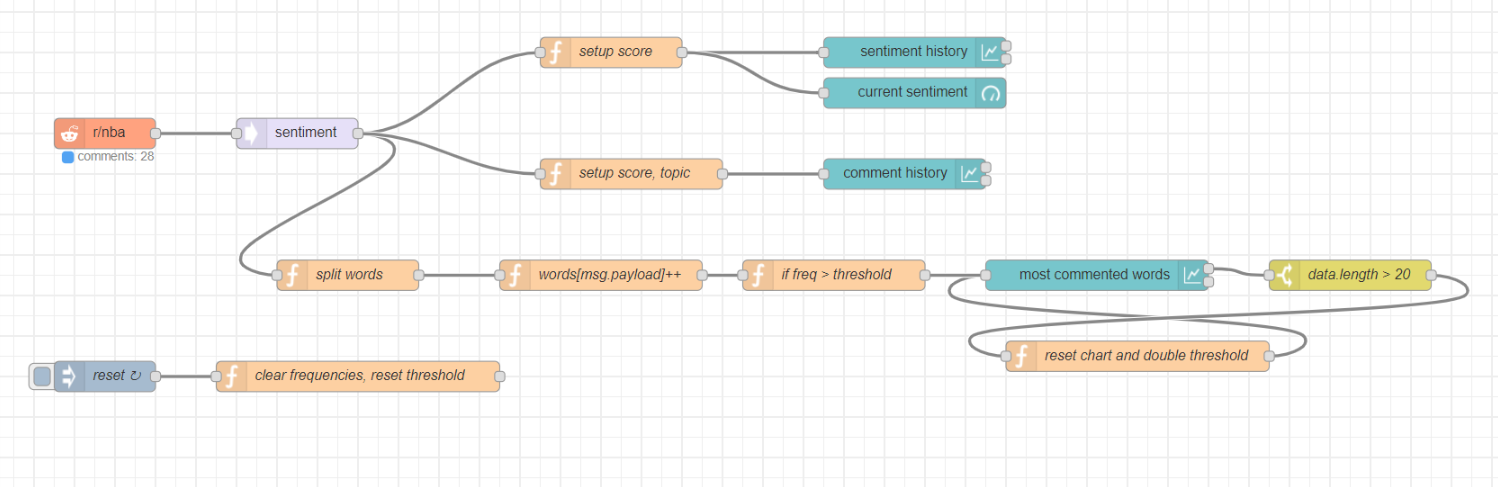 setup score
sentiment history
current sentiment
r/nba
sentiment
comments: 28
setup score, topic
comment history
split words
words[msg.payload]++
if freq > threshold
most commented words
data.length > 20
reset chart and double threshold
reset ↻
clear frequencies, reset threshold